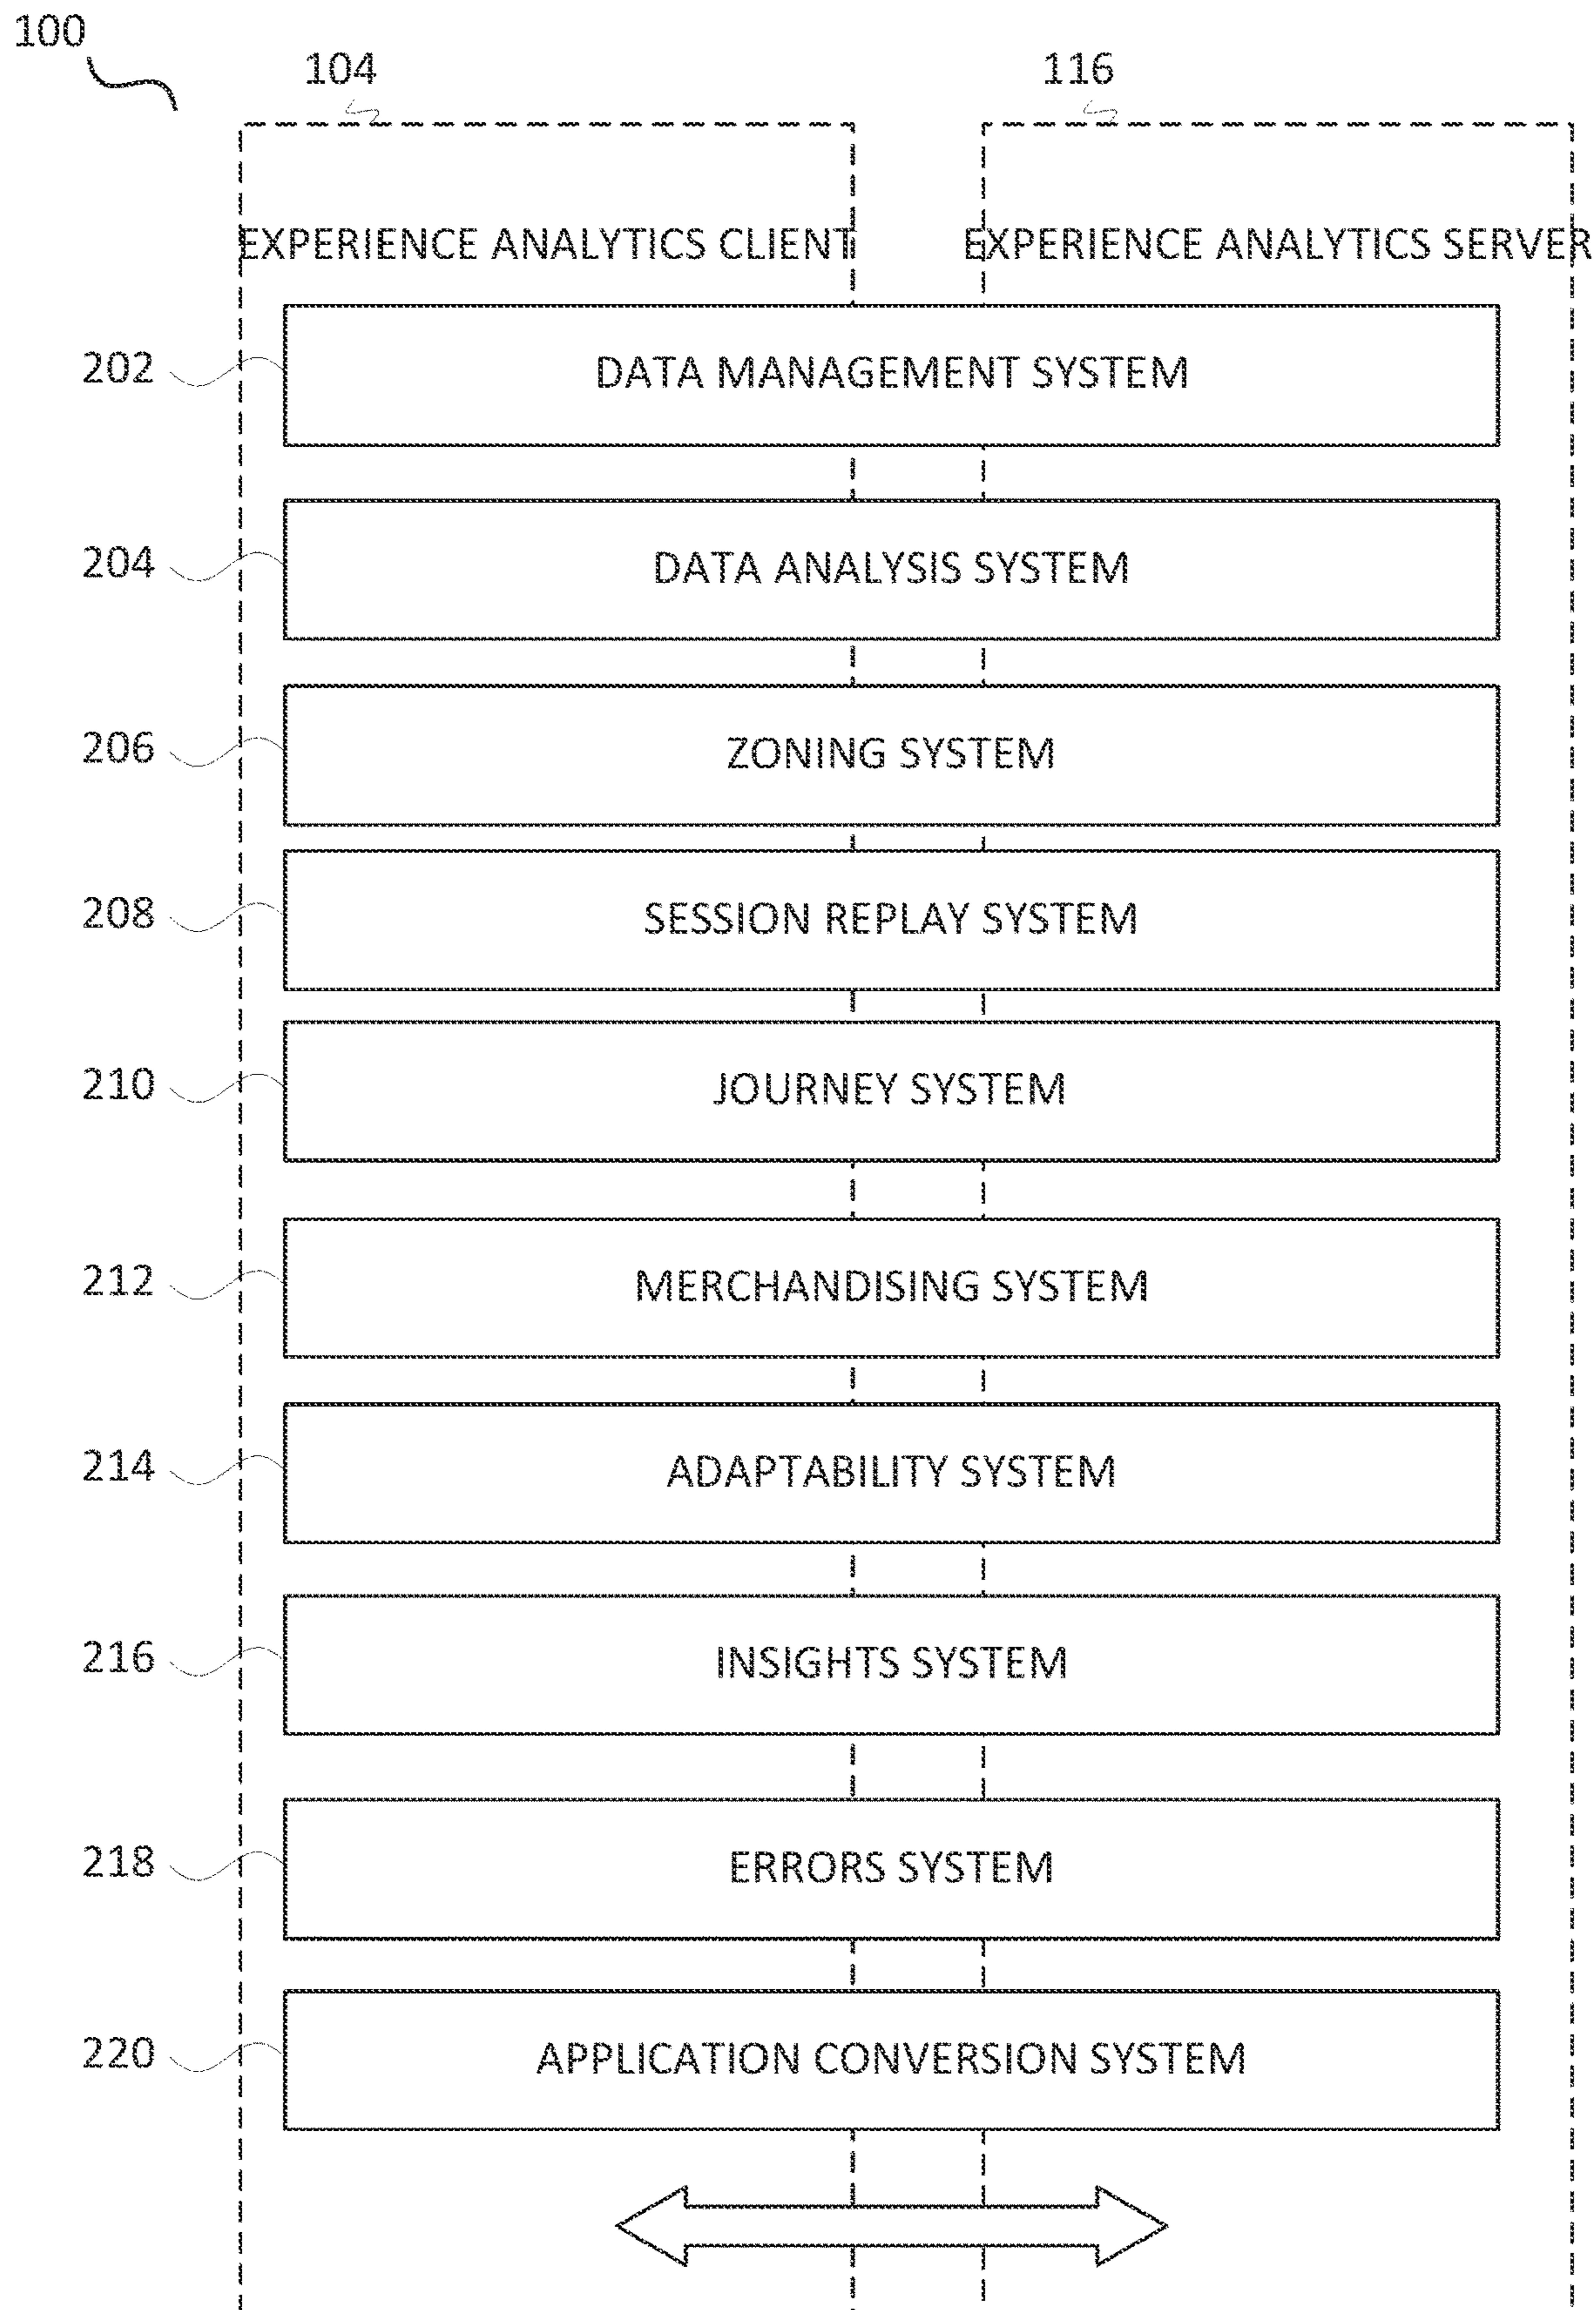 100
104
116
EXPERIENCE ANALYTICS CLIENT
EXPERIENCE ANALYTICS SERVER
202
DATA MANAGEMENT SYSTEM
204
DATA ANALYSIS SYSTEM
206
ZONING SYSTEM
208
SESSION REPLAY SYSTEM
210
JOURNEY SYSTEM
212
MERCHANDISING SYSTEM
214
ADAPTABILITY SYSTEM
216
INSIGHTS SYSTEM
218
ERRORS SYSTEM
220
APPLICATION CONVERSION SYSTEM